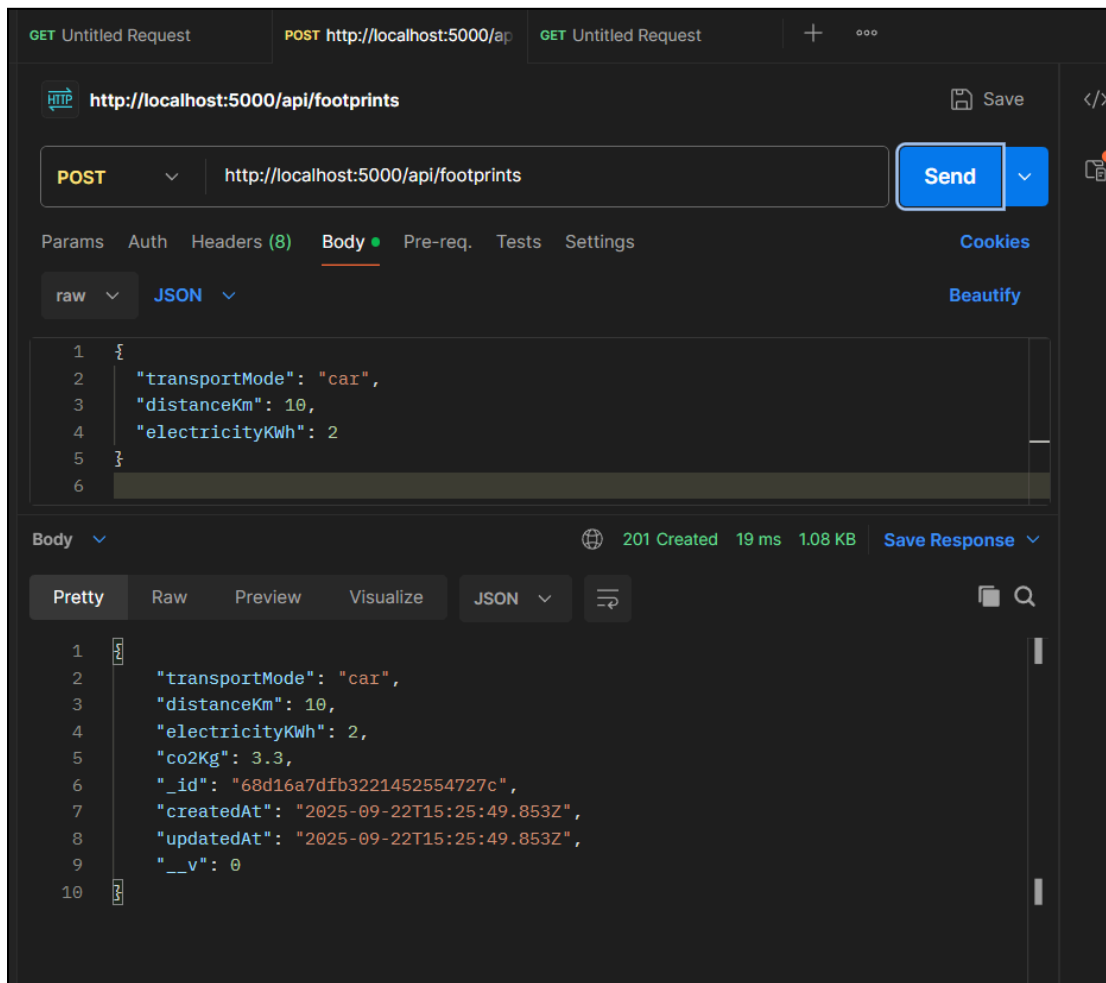 GET Untitled Request POST http://localhost:5000/ap GET Untitled Request
HTTP http://localhost:5000/api/footprints Save
POST http://localhost:5000/api/footprints Send
Params Auth Headers (8) Body Pre-req. Tests Settings Cookies
raw JSON Beautify
1 {
2 "transportMode": "car",
3 "distanceKm": 10,
4 "electricityKWh": 2
5 }
6
Body 201 Created 19 ms 1.08 KB Save Response
Pretty Raw Preview Visualize JSON
1 {
2 "transportMode": "car",
3 "distanceKm": 10,
4 "electricityKWh": 2,
5 "co2Kg": 3.3,
6 "_id": "68d16a7dfb3221452554727c",
7 "createdAt": "2025-09-22T15:25:49.853Z",
8 "updatedAt": "2025-09-22T15:25:49.853Z",
9 "__v": 0
10 }